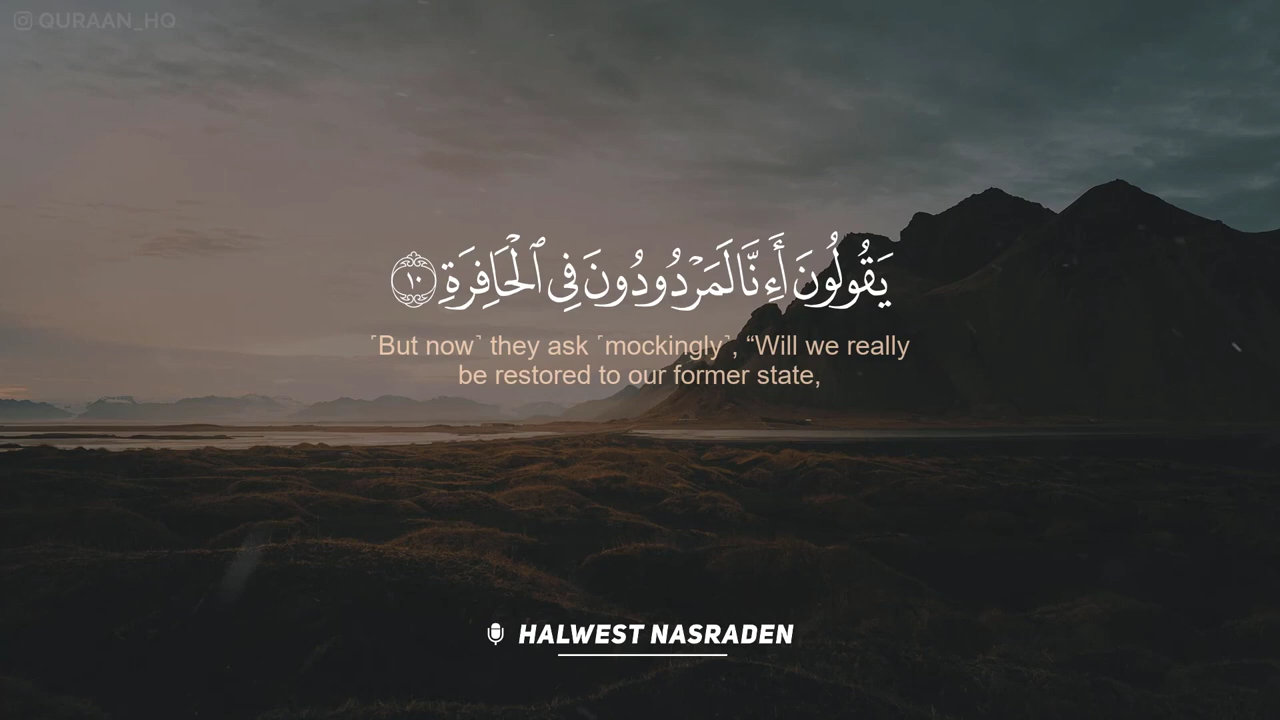 QURAAN_HQ
يَقُولُونَ أَءِنَّا لَمَرْدُودُونَ فِي ٱلْحَافِرَةِ ١٠
⸢But now⸣ they ask ⸢mockingly⸣, “Will we really
be restored to our former state,
HALWEST NASRADEN